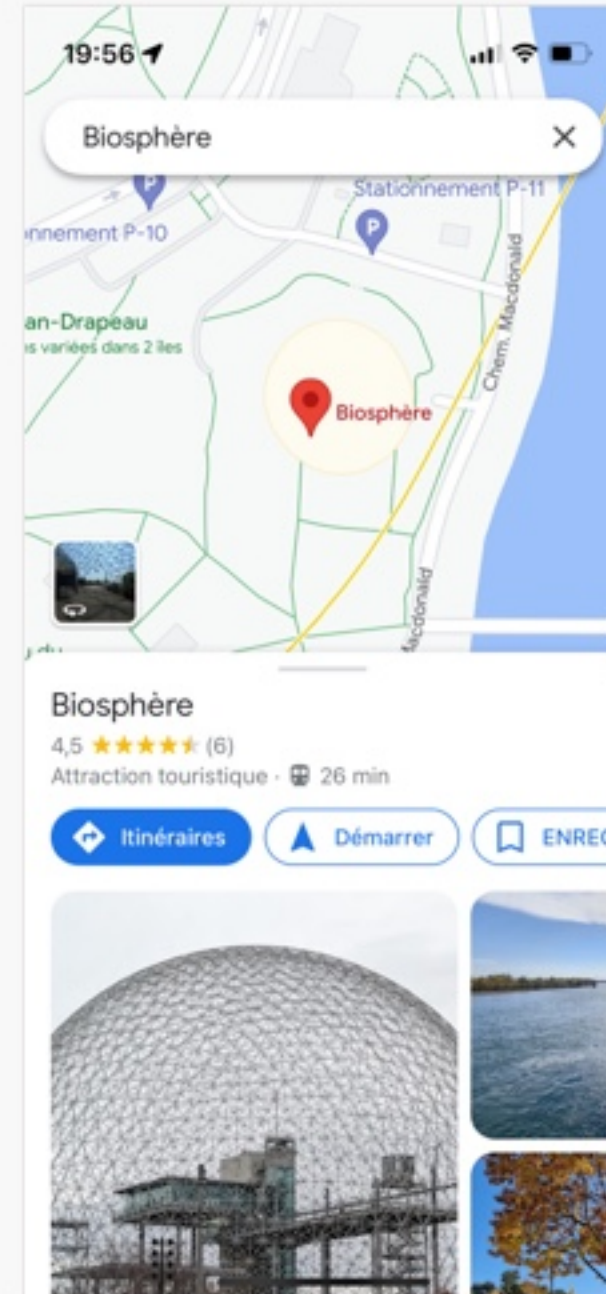 19:56
Biosphère
P
Stationnement P-11
nnement P-10
P
Chem. Macdonald
an-Drapeau
s variées dans 2 îles
Biosphère
Macdonald
Biosphère
4,5 (6)
Attraction touristique · 26 min
Itinéraires
Démarrer
ENREG